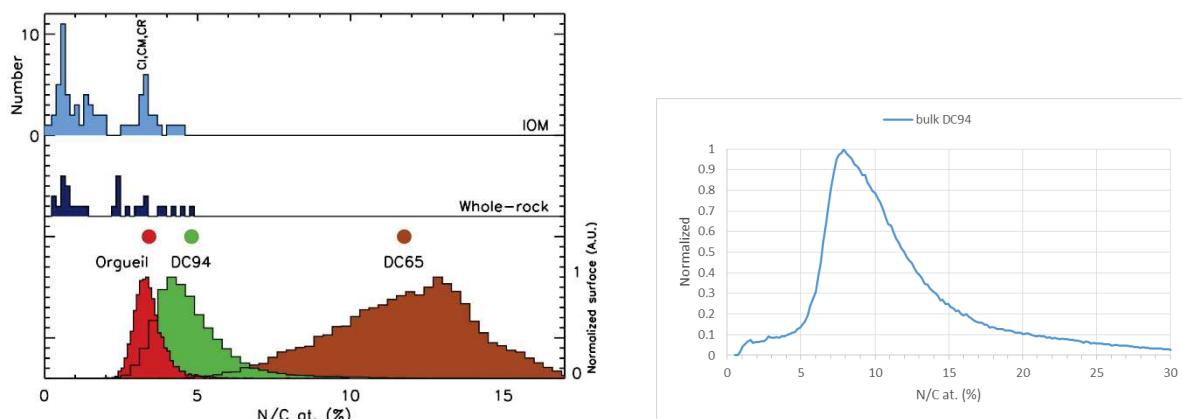 10
Number
0
CI,CM,CR
IOM
Whole-rock
Orgueil DC94 DC65
1
0
Normalized surface (A.U.)
0 5 10 15
N/C at. (%)
bulk DC94
1
0.9
0.8
0.7
0.6
0.5
0.4
0.3
0.2
0.1
0
Normalized
0 5 10 15 20 25 30
N/C at. (%)